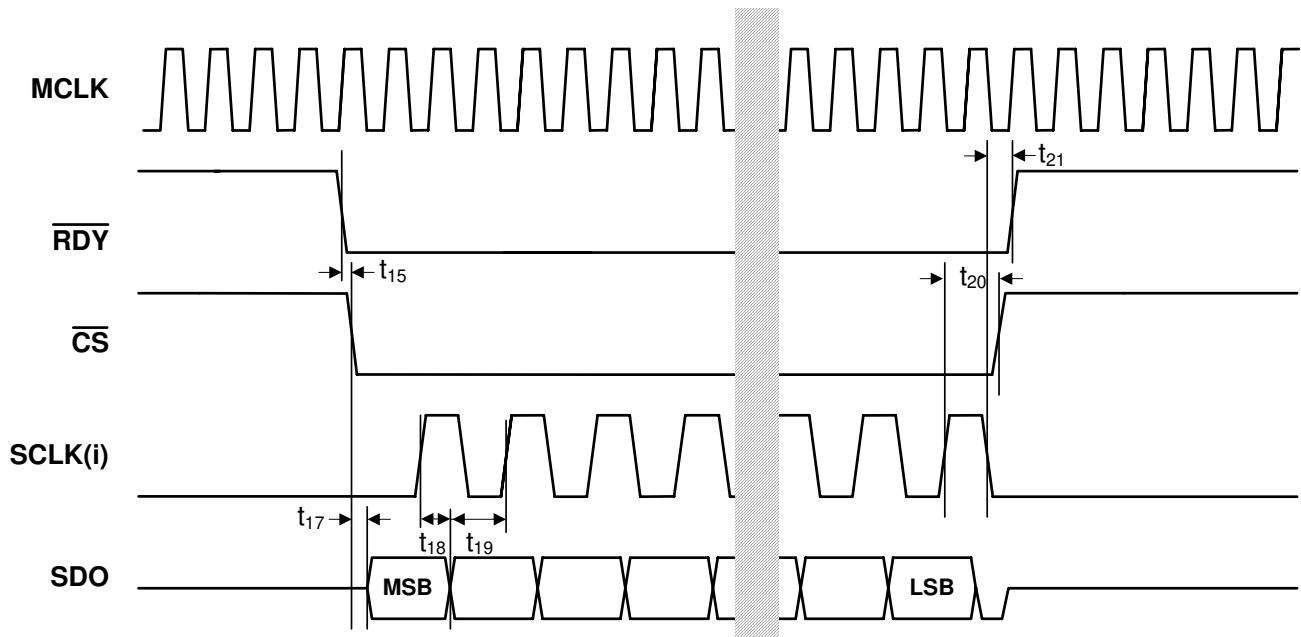 MCLK
t21
RDY
t15
t20
CS
SCLK(i)
t17
t18
t19
SDO
MSB
LSB